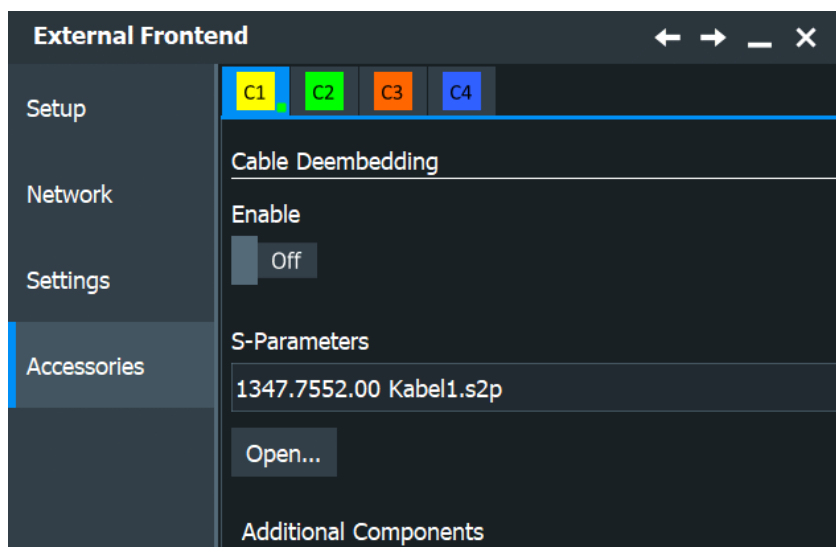 External Frontend
Setup
Network
Settings
Accessories
C1 C2 C3 C4
Cable Deembedding
Enable
Off
S-Parameters
1347.7552.00 Kabel1.s2p
Open...
Additional Components